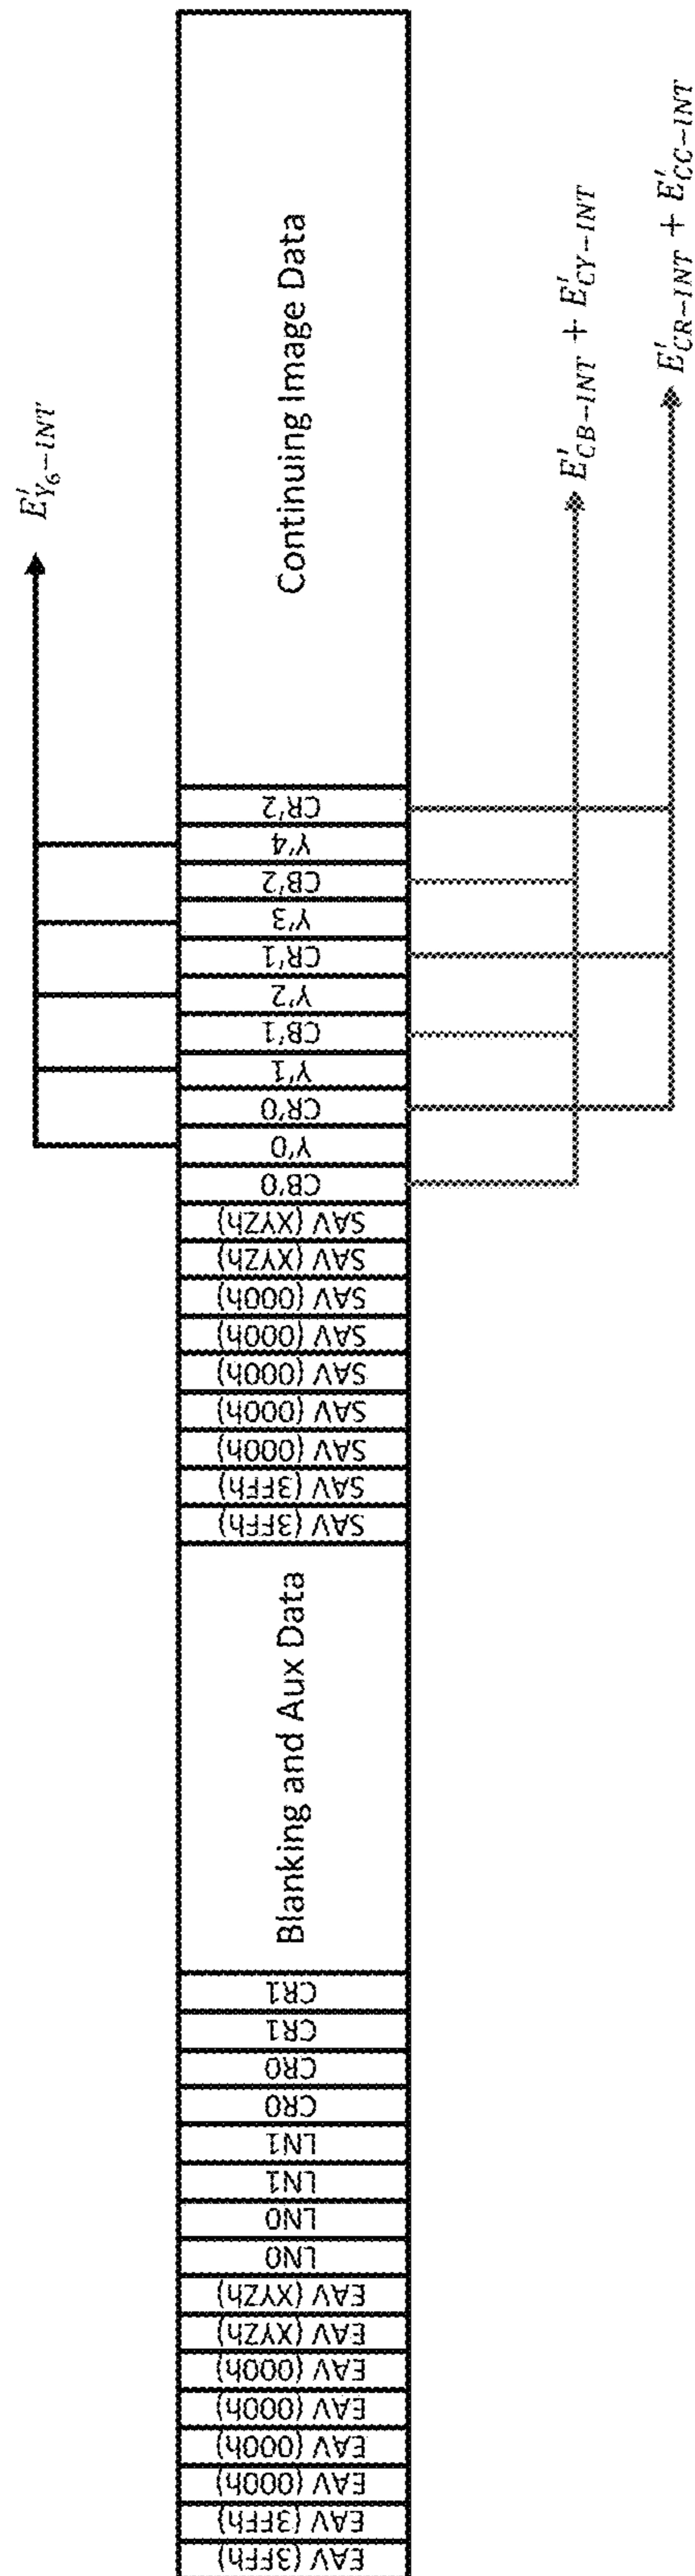 EAV (3FFh)
EAV (3FFh)
EAV (000h)
EAV (000h)
EAV (000h)
EAV (000h)
EAV (XYZh)
EAV (XYZh)
LN0
LN0
LN1
LN1
CR0
CR0
CR1
CR1
Blanking and Aux Data
SAV (3FFh)
SAV (3FFh)
SAV (000h)
SAV (000h)
SAV (000h)
SAV (000h)
SAV (000h)
SAV (XYZh)
SAV (XYZh)
CB'0
Y'0
CR'0
Y'1
CB'1
Y'2
CR'1
Y'3
CB'2
Y'4
CR'2
Continuing Image Data
E'Y6-INT
E'CB-INT + E'CY-INT
E'CR-INT + E'CC-INT